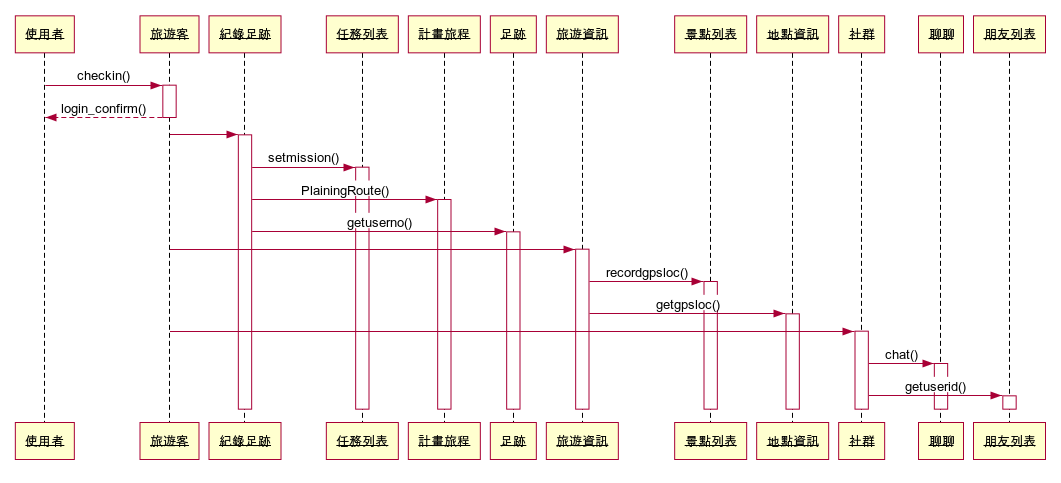 使用者 旅遊客 紀錄足跡 任務列表 計畫旅程 足跡 旅遊資訊 景點列表 地點資訊 社群 聊聊 朋友列表
checkin()
login_confirm()
setmission()
PlainingRoute()
getuserno()
recordgpsloc()
getgpsloc()
chat()
getuserid()
使用者 旅遊客 紀錄足跡 任務列表 計畫旅程 足跡 旅遊資訊 景點列表 地點資訊 社群 聊聊 朋友列表